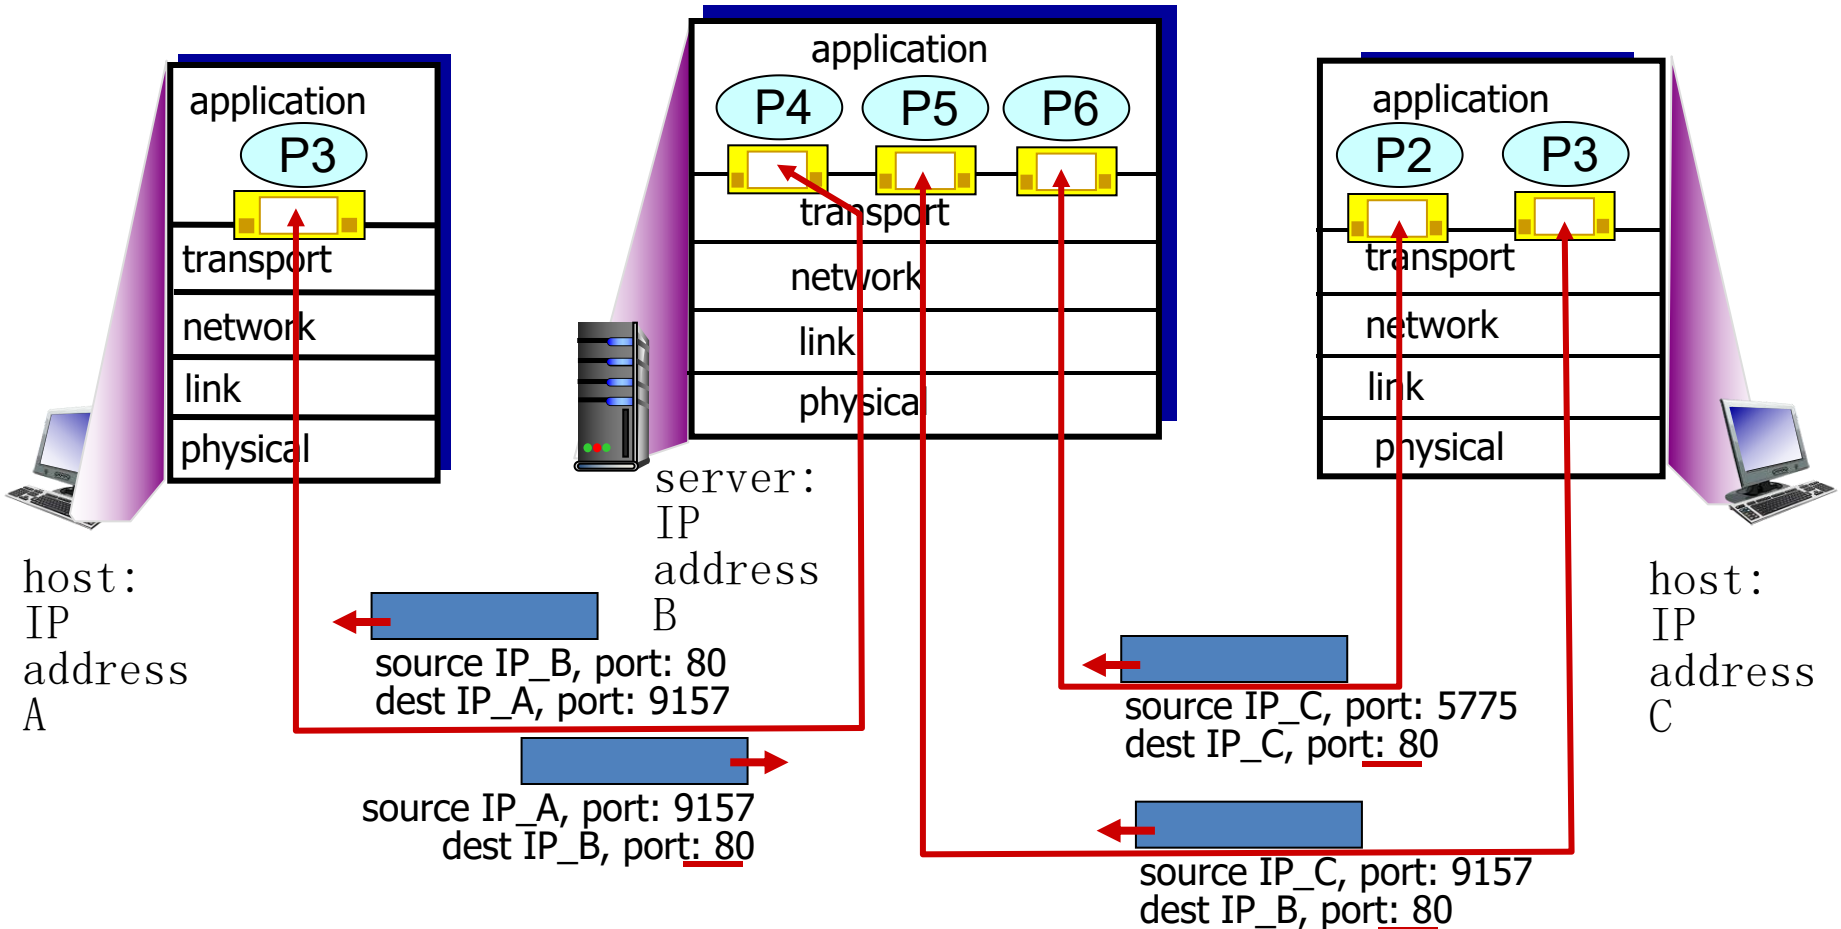 application
P3
transport
network
link
physical
host:
IP
address
A
application
P4
P5
P6
transport
network
link
physical
server:
IP
address
B
application
P2
P3
transport
network
link
physical
host:
IP
address
C
source IP_B, port: 80
dest IP_A, port: 9157
source IP_A, port: 9157
dest IP_B, port: 80
source IP_C, port: 5775
dest IP_C, port: 80
source IP_C, port: 9157
dest IP_B, port: 80